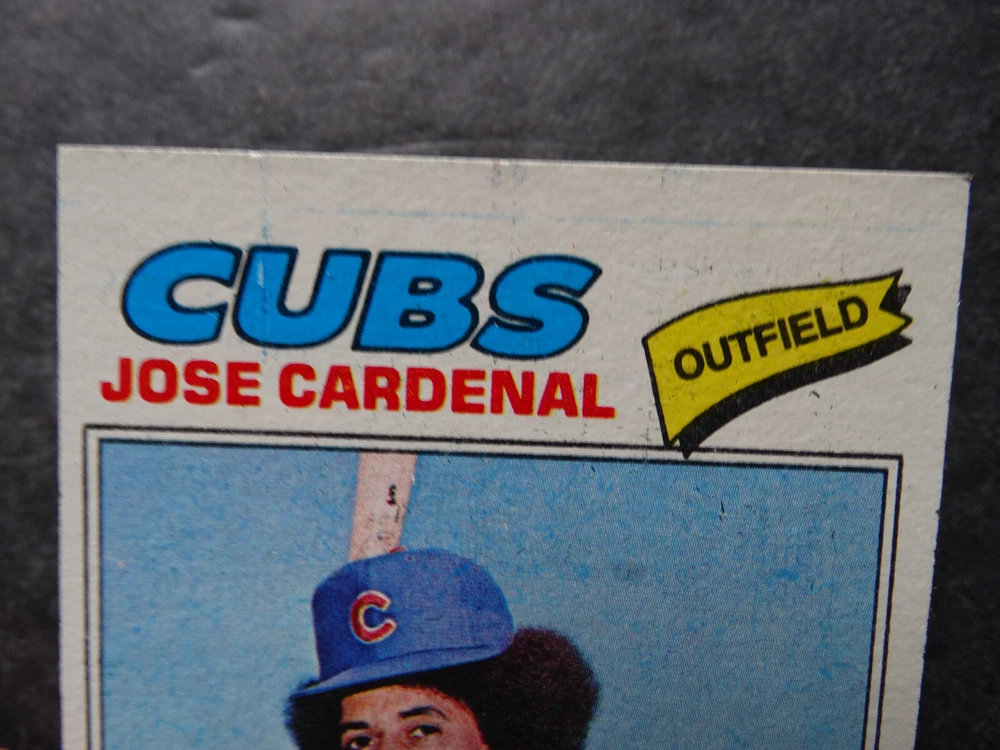 CUBS
OUTFIELD
JOSE CARDENAL
C